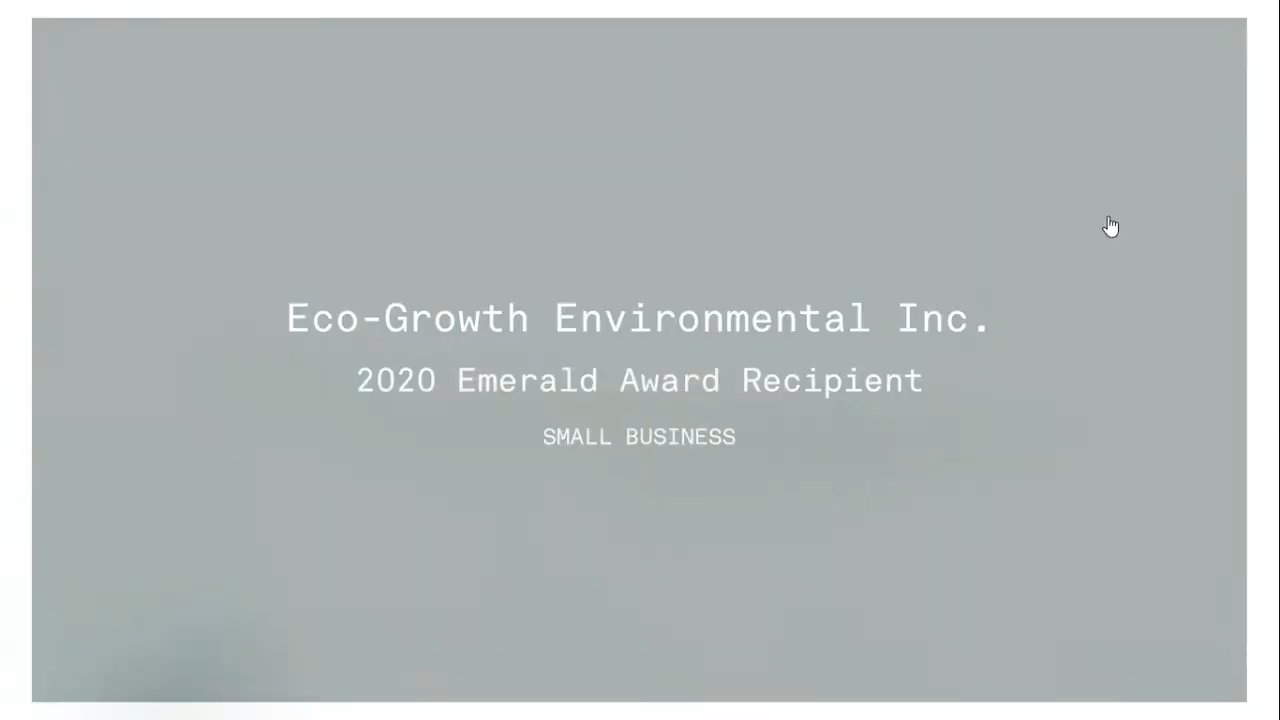 Eco-Growth Environmental Inc.
2020 Emerald Award Recipient
SMALL BUSINESS